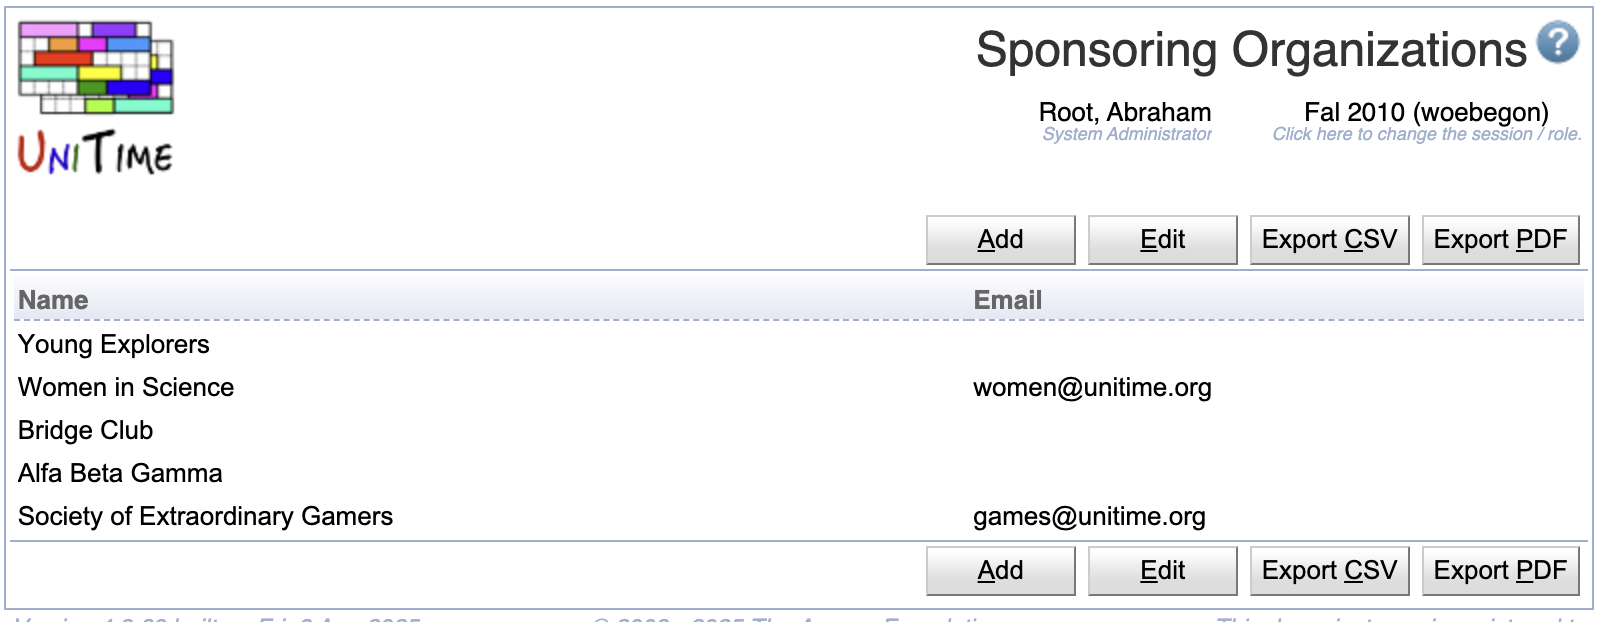 Sponsoring Organizations ?
UNITIME
Root, Abraham Fal 2010 (woebegon)
System Administrator Click here to change the session / role.
Add Edit Export CSV Export PDF
Name Email
Young Explorers
Women in Science women@unitime.org
Bridge Club
Alfa Beta Gamma
Society of Extraordinary Gamers games@unitime.org
Add Edit Export CSV Export PDF